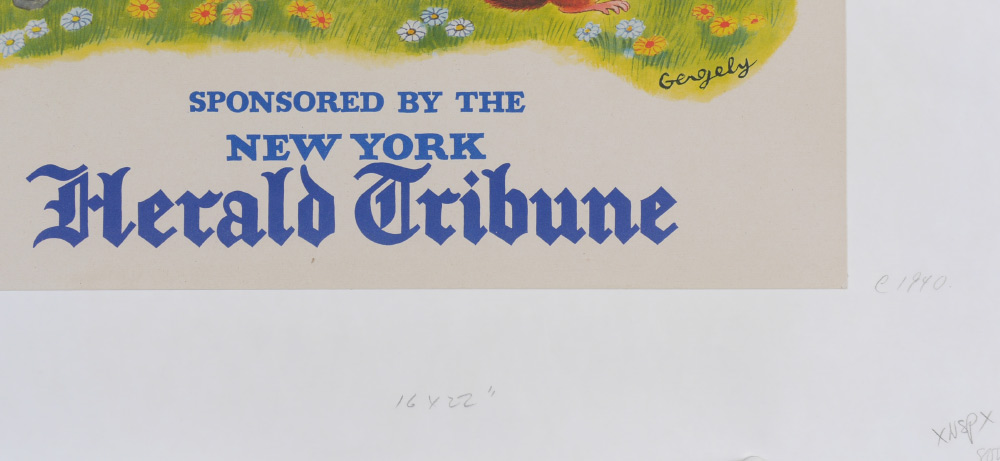 Gergely
SPONSORED BY THE
NEW YORK
Herald Tribune
c 1940.
16 x 22"
XNSPX